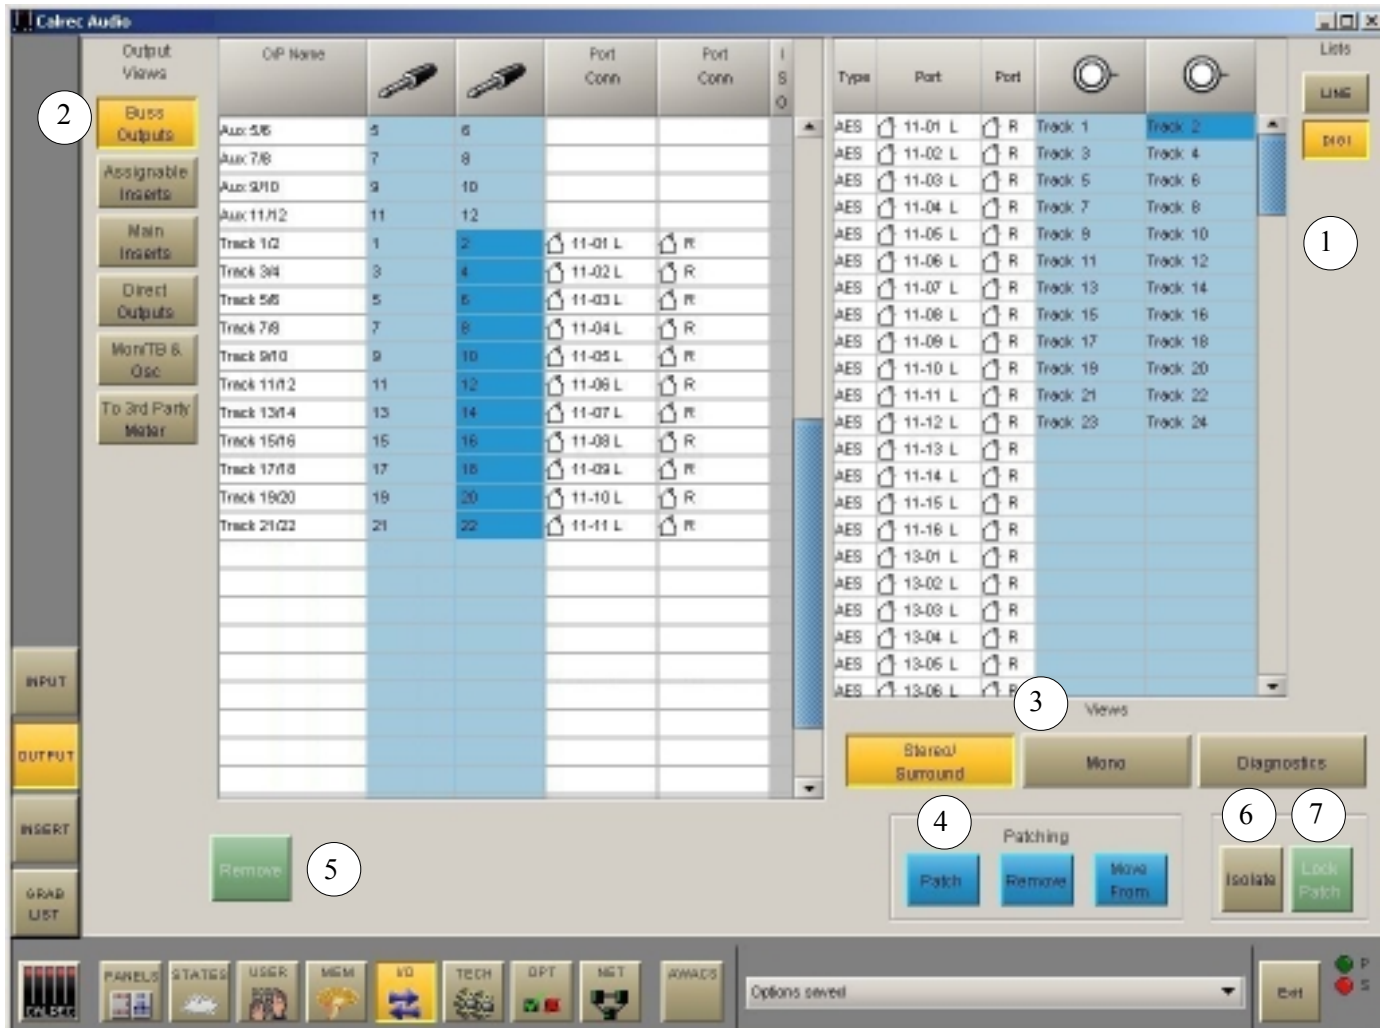 Calrec Audio
Output
Views
2
Buss
Outputs
Assignable
Inserts
Main
Inserts
Direct
Outputs
Mon/TB &
Osc
To 3rd Party
Meter
O/P Name
Port
Conn
Port
Conn
I
S
O
Aux 5/6 5 6
Aux 7/8 7 8
Aux 9/10 9 10
Aux 11/12 11 12
Track 1/2 1 2 11-01 L R
Track 3/4 3 4 11-02 L R
Track 5/6 5 6 11-03 L R
Track 7/8 7 8 11-04 L R
Track 9/10 9 10 11-05 L R
Track 11/12 11 12 11-06 L R
Track 13/14 13 14 11-07 L R
Track 15/16 15 16 11-08 L R
Track 17/18 17 18 11-09 L R
Track 19/20 19 20 11-10 L R
Track 21/22 21 22 11-11 L R
Type Port Port
AES 11-01 L R Track 1 Track 2
AES 11-02 L R Track 3 Track 4
AES 11-03 L R Track 5 Track 6
AES 11-04 L R Track 7 Track 8
AES 11-05 L R Track 9 Track 10
AES 11-06 L R Track 11 Track 12
AES 11-07 L R Track 13 Track 14
AES 11-08 L R Track 15 Track 16
AES 11-09 L R Track 17 Track 18
AES 11-10 L R Track 19 Track 20
AES 11-11 L R Track 21 Track 22
AES 11-12 L R Track 23 Track 24
AES 11-13 L R
AES 11-14 L R
AES 11-15 L R
AES 11-16 L R
AES 13-01 L R
AES 13-02 L R
AES 13-03 L R
AES 13-04 L R
AES 13-05 L R
AES 13-06 L R
Lists
LINE
DIGI
1
3
Views
Stereo/
Surround
Mono
Diagnostics
4
Patching
Patch
Remove
Move
From
6
7
Isolate
Lock
Patch
Remove
5
INPUT
OUTPUT
INSERT
GRAB
LIST
CALREC
PANELS
STATES
USER
MEM
I/O
TECH
OPT
NET
AWACS
Options saved
Exit
P
S